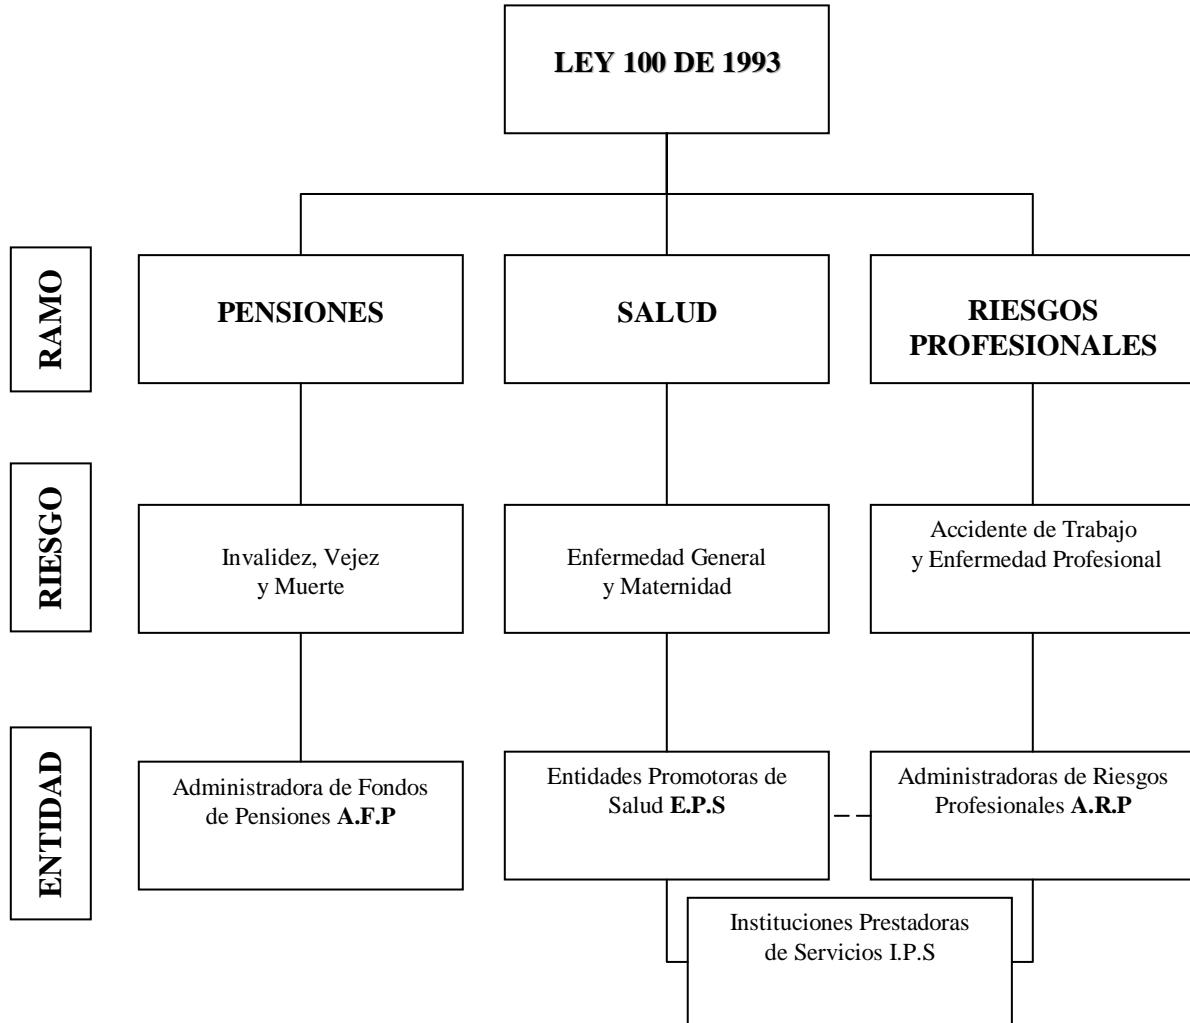 LEY 100 DE 1993
RAMO
PENSIONES
SALUD
RIESGOS
PROFESIONALES
RIESGO
Invalidez, Vejez
y Muerte
Enfermedad General
y Maternidad
Accidente de Trabajo
y Enfermedad Profesional
ENTIDAD
Administradora de Fondos
de Pensiones A.F.P
Entidades Promotoras de
Salud E.P.S
Administradoras de Riesgos
Profesionales A.R.P
Instituciones Prestadoras
de Servicios I.P.S